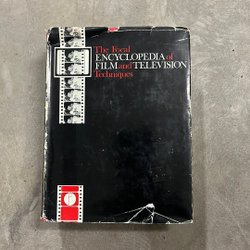 The Focal
ENCYCLOPEDIA of
FILM and TELEVISION
Techniques